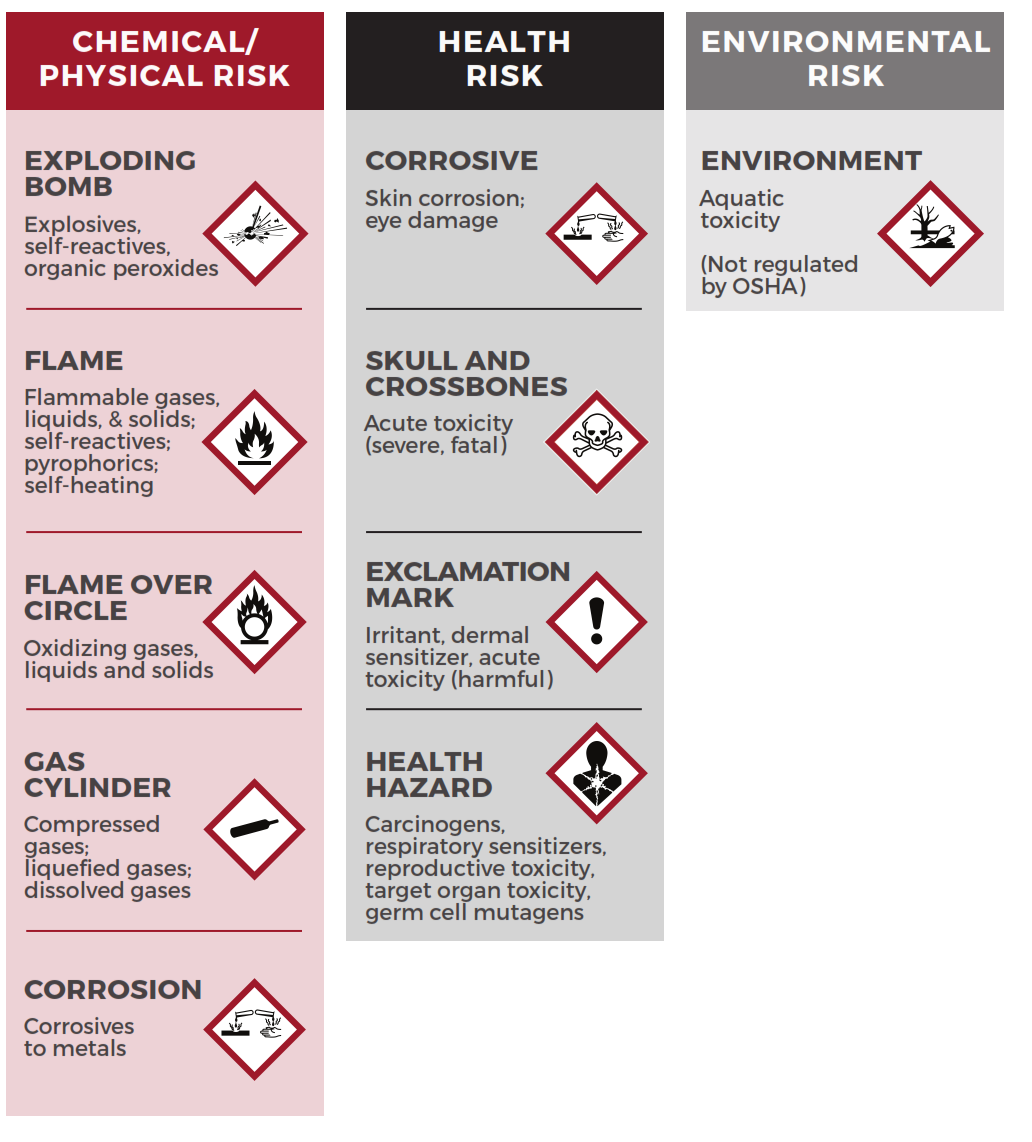 CHEMICAL/
PHYSICAL RISK
EXPLODING
BOMB
Explosives,
self-reactives,
organic peroxides
FLAME
Flammable gases,
liquids, & solids;
self-reactives;
pyrophorics;
self-heating
FLAME OVER
CIRCLE
Oxidizing gases,
liquids and solids
GAS
CYLINDER
Compressed
gases;
liquefied gases;
dissolved gases
CORROSION
Corrosives
to metals
HEALTH
RISK
CORROSIVE
Skin corrosion;
eye damage
SKULL AND
CROSSBONES
Acute toxicity
(severe, fatal)
EXCLAMATION
MARK
Irritant, dermal
sensitizer, acute
toxicity (harmful)
HEALTH
HAZARD
Carcinogens,
respiratory sensitizers,
reproductive toxicity,
target organ toxicity,
germ cell mutagens
ENVIRONMENTAL
RISK
ENVIRONMENT
Aquatic
toxicity
(Not regulated
by OSHA)